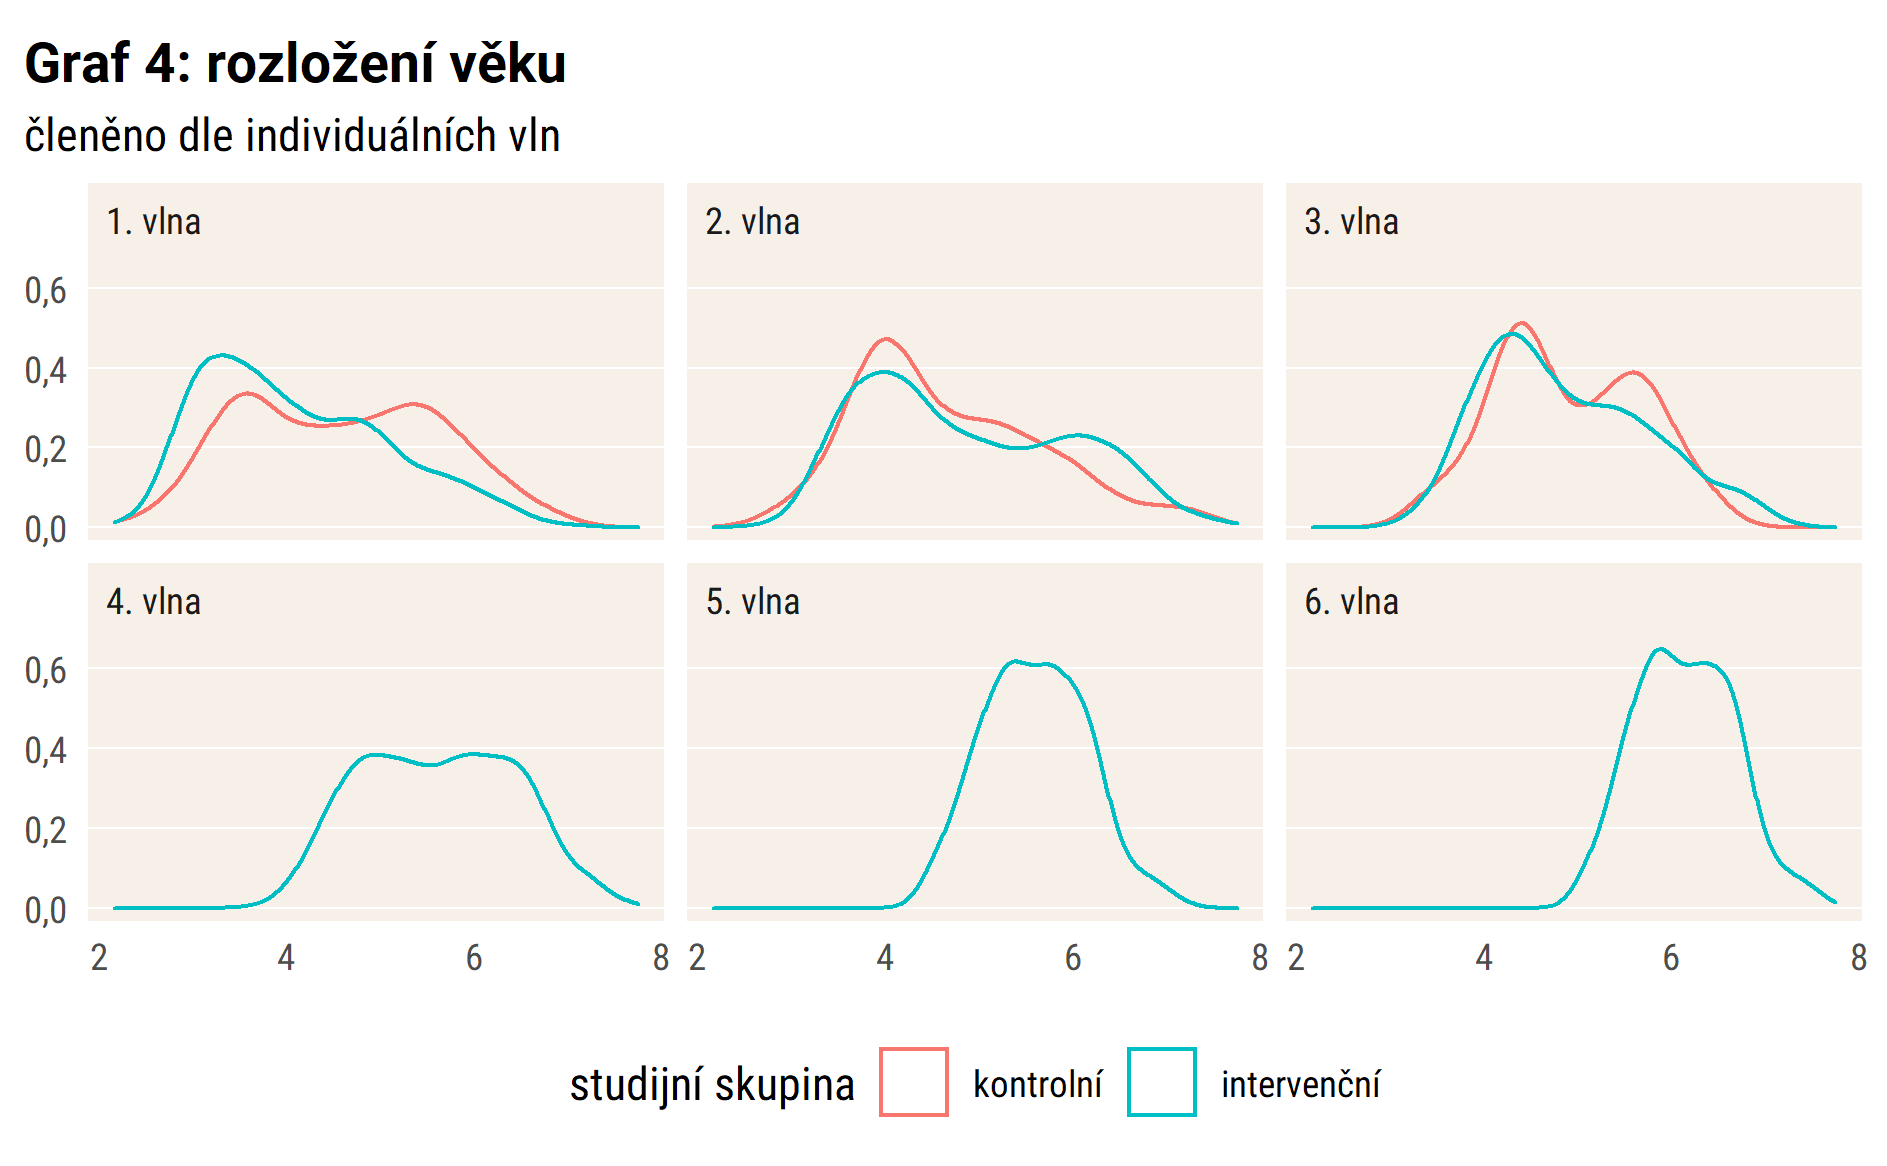 Graf 4: rozložení věku
členěno dle individuálních vln
1. vlna
2. vlna
3. vlna
0,6
0,4
0,2
0,0
4. vlna
5. vlna
6. vlna
0,6
0,4
0,2
0,0
2 4 6 8 2 4 6 8 2 4 6 8
studijní skupina kontrolní intervenční